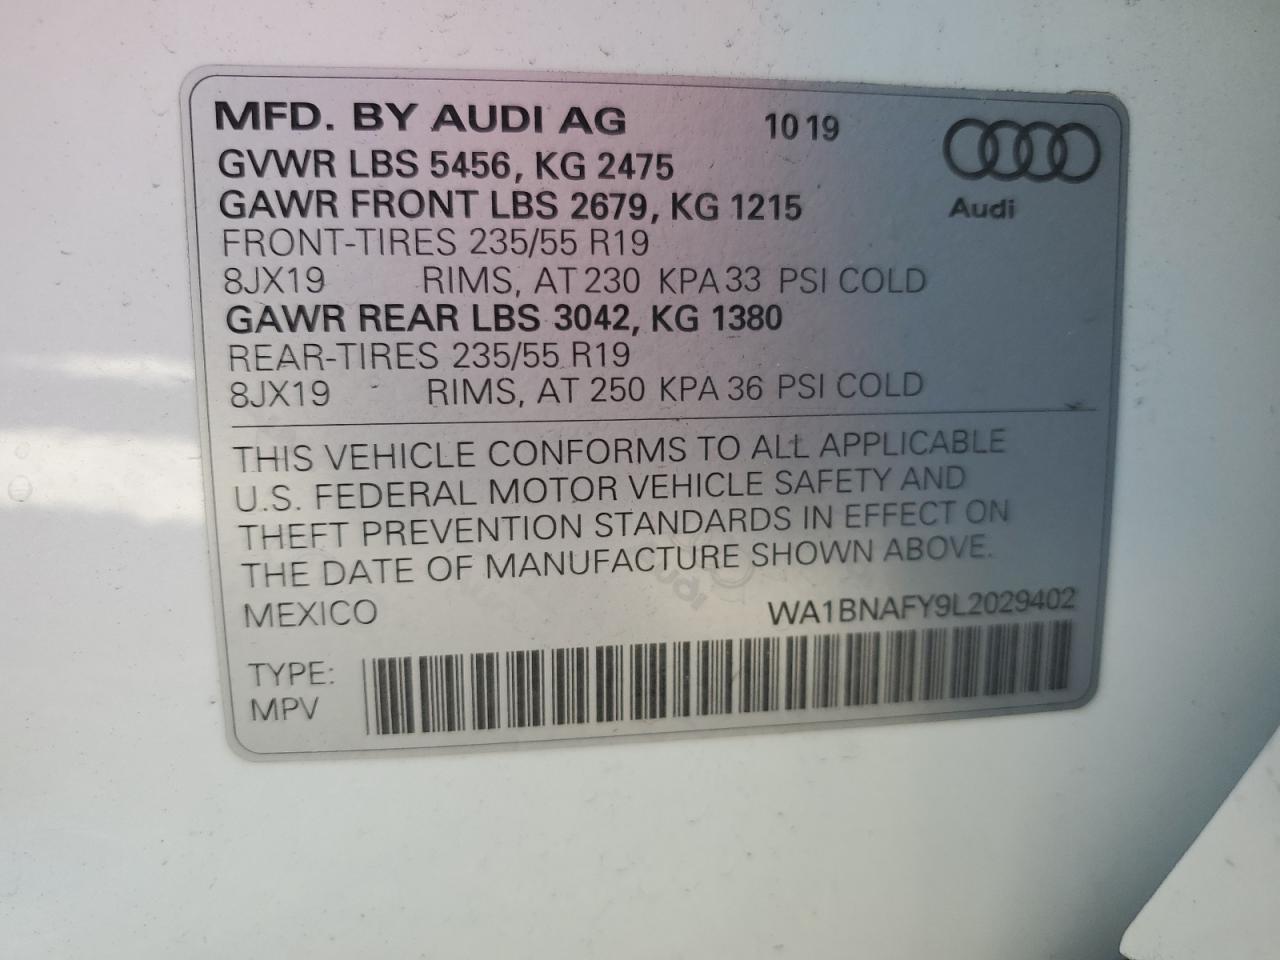 MFD. BY AUDI AG 10 19
Audi
GVWR LBS 5456, KG 2475
GAWR FRONT LBS 2679, KG 1215
FRONT-TIRES 235/55 R19
8JX19 RIMS, AT 230 KPA 33 PSI COLD
GAWR REAR LBS 3042, KG 1380
REAR-TIRES 235/55 R19
8JX19 RIMS, AT 250 KPA 36 PSI COLD
THIS VEHICLE CONFORMS TO ALL APPLICABLE
U.S. FEDERAL MOTOR VEHICLE SAFETY AND
THEFT PREVENTION STANDARDS IN EFFECT ON
THE DATE OF MANUFACTURE SHOWN ABOVE.
MEXICO WA1BNAFY9L2029402
TYPE:
MPV